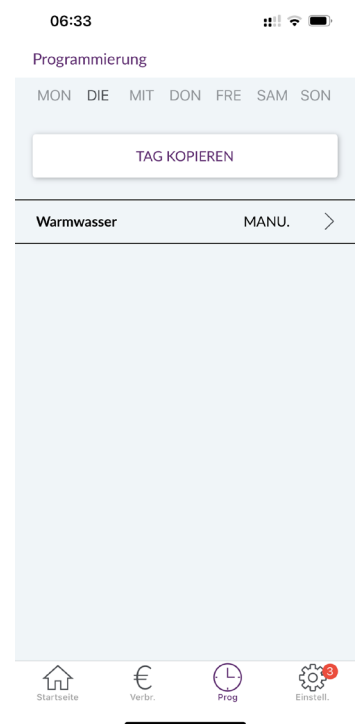 06:33
Programmierung
MON DIE MIT DON FRE SAM SON
TAG KOPIEREN
Warmwasser MANU.
€
3
Startseite Verbr. Prog Einstell.